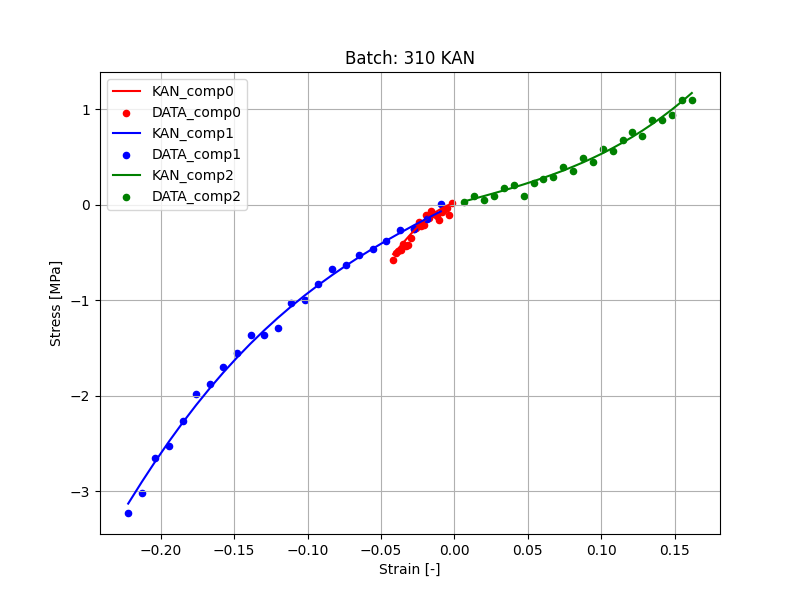 Batch: 310 KAN
KAN_comp0
DATA_comp0
KAN_comp1
DATA_comp1
KAN_comp2
DATA_comp2
1
0
−1
−2
−3
Stress [MPa]
−0.20
−0.15
−0.10
−0.05
0.00
0.05
0.10
0.15
Strain [-]